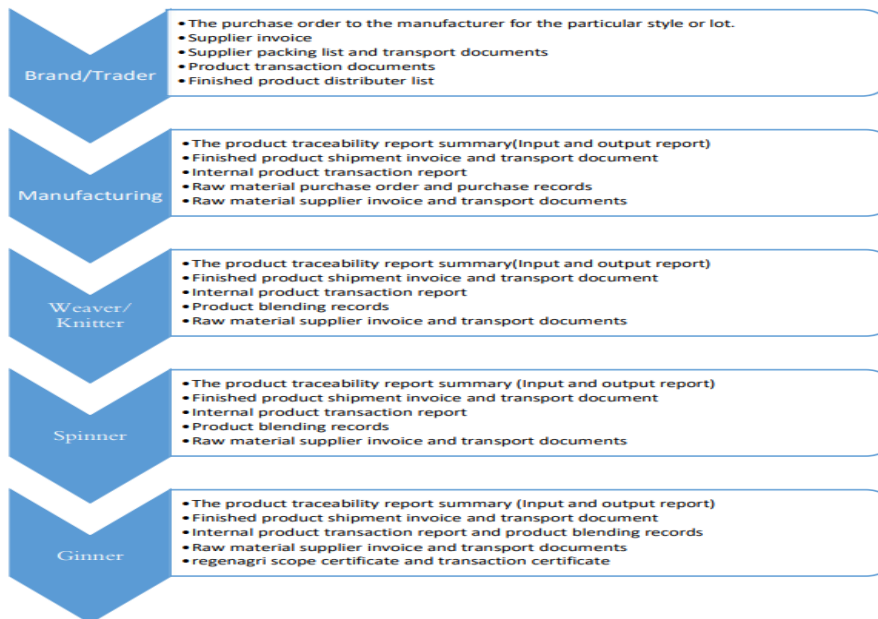 Brand/Trader
•The purchase order to the manufacturer for the particular style or lot.
•Supplier invoice
•Supplier packing list and transport documents
•Product transaction documents
•Finished product distributer list
Manufacturing
•The product traceability report summary(Input and output report)
•Finished product shipment invoice and transport document
•Internal product transaction report
•Raw material purchase order and purchase records
•Raw material supplier invoice and transport documents
Weaver/
Knitter
•The product traceability report summary(Input and output report)
•Finished product shipment invoice and transport document
•Internal product transaction report
•Product blending records
•Raw material supplier invoice and transport documents
Spinner
•The product traceability report summary (Input and output report)
•Finished product shipment invoice and transport document
•Internal product transaction report
•Product blending records
•Raw material supplier invoice and transport documents
Ginner
•The product traceability report summary (Input and output report)
•Finished product shipment invoice and transport document
•Internal product transaction report and product blending records
•Raw material supplier invoice and transport documents
•regenagri scope certificate and transaction certificate